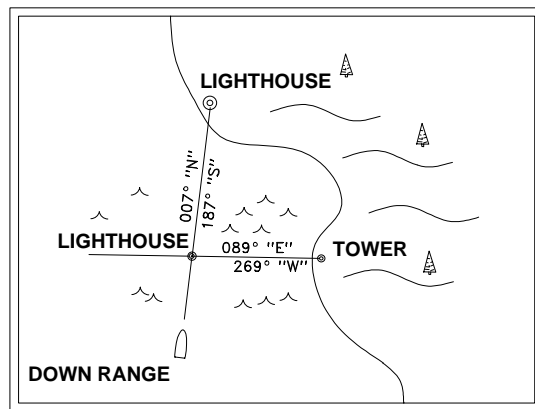 LIGHTHOUSE
007° "N"
187° "S"
LIGHTHOUSE
089° "E"
269° "W"
TOWER
DOWN RANGE